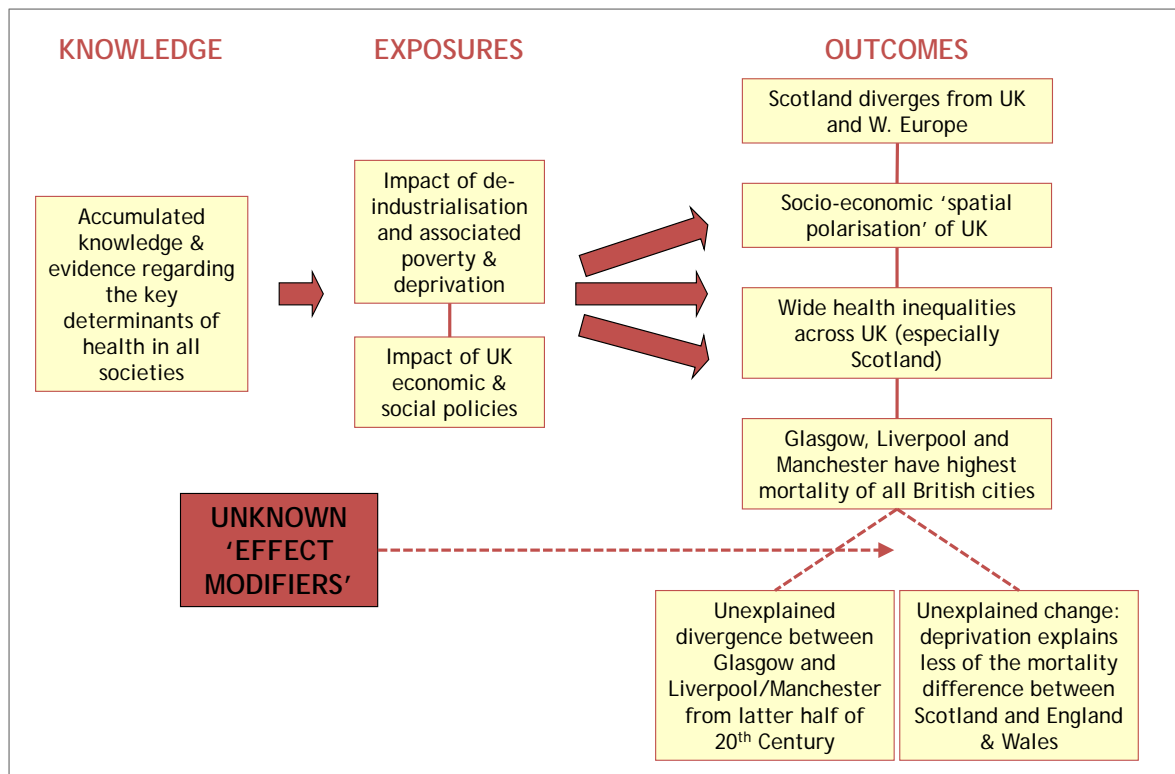 KNOWLEDGE
EXPOSURES
OUTCOMES
Accumulated
knowledge &
evidence regarding
the key
determinants of
health in all
societies
Impact of de-
industrialisation
and associated
poverty &
deprivation
Impact of UK
economic &
social policies
Scotland diverges from UK
and W. Europe
Socio-economic ‘spatial
polarisation’ of UK
Wide health inequalities
across UK (especially
Scotland)
Glasgow, Liverpool and
Manchester have highest
mortality of all British cities
UNKNOWN
‘EFFECT
MODIFIERS’
Unexplained
divergence between
Glasgow and
Liverpool/Manchester
from latter half of
20th Century
Unexplained change:
deprivation explains
less of the mortality
difference between
Scotland and England
& Wales